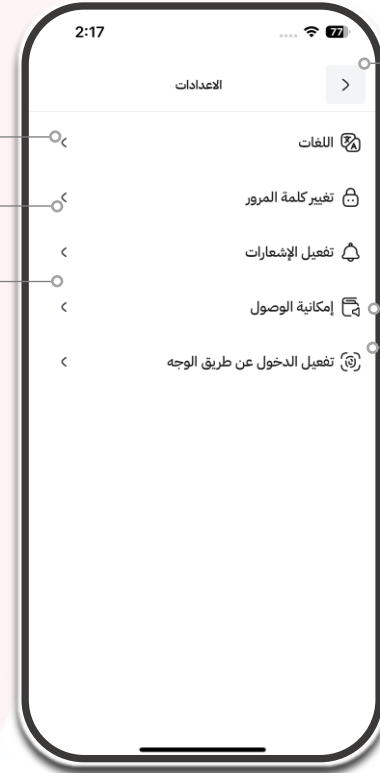 2:17
77
الاعدادات
اللغات
تغيير كلمة المرور
تفعيل الإشعارات
إمكانية الوصول
تفعيل الدخول عن طريق الوجه